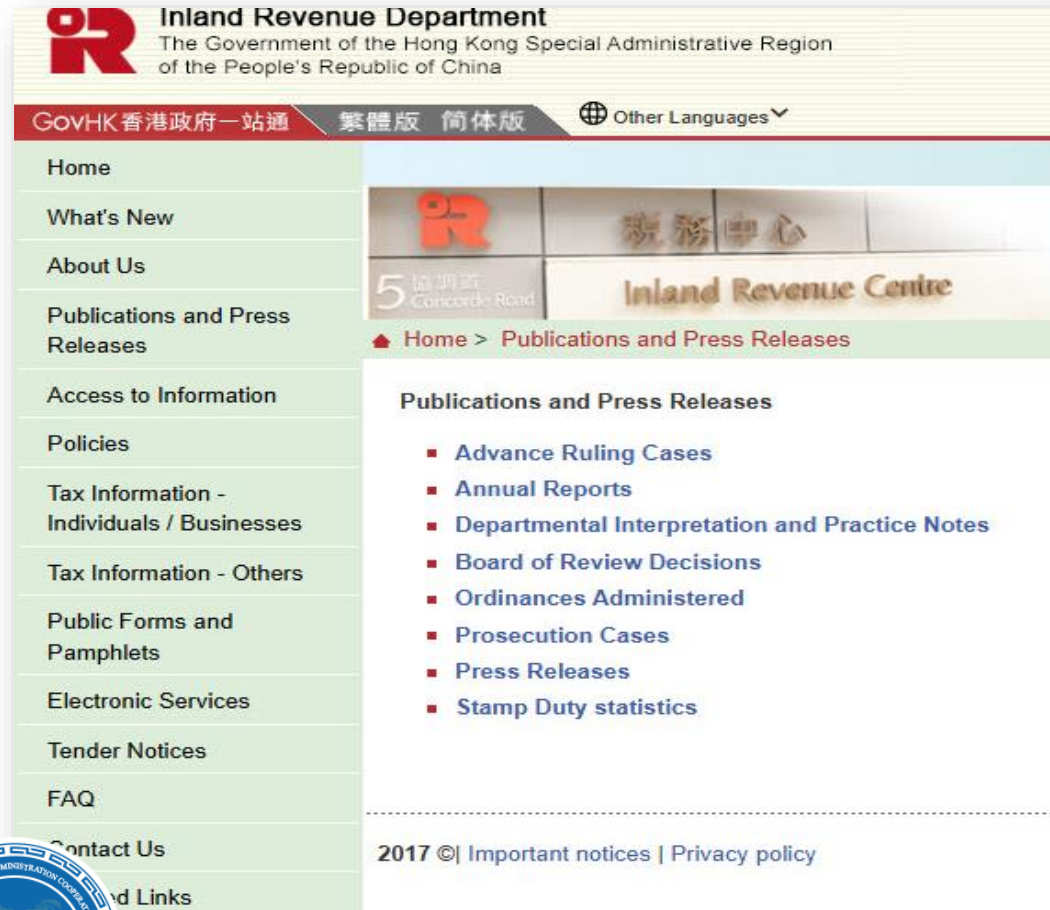 Inland Revenue Department
The Government of the Hong Kong Special Administrative Region
of the People's Republic of China
GovHK香港政府一站通 繁體版 简体版 Other Languages
Home
What's New
About Us
Publications and Press
Releases
Access to Information
Policies
Tax Information -
Individuals / Businesses
Tax Information - Others
Public Forms and
Pamphlets
Electronic Services
Tender Notices
FAQ
Contact Us
Links
稅務中心
5 協調道
Concorde Road
Inland Revenue Centre
Home > Publications and Press Releases
Publications and Press Releases
Advance Ruling Cases
Annual Reports
Departmental Interpretation and Practice Notes
Board of Review Decisions
Ordinances Administered
Prosecution Cases
Press Releases
Stamp Duty statistics
2017 ©| Important notices | Privacy policy